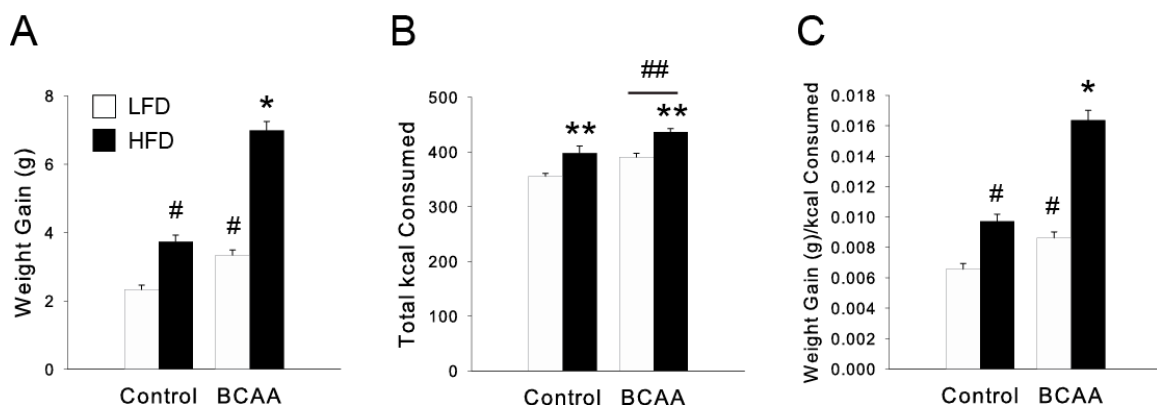 A
Weight Gain (g)
8
6
4
2
0
LFD
HFD
#
#
*
Control BCAA
B
Total kcal Consumed
500
400
300
200
100
0
**
##
**
Control BCAA
C
Weight Gain (g)/kcal Consumed
0.018
0.016
0.014
0.012
0.010
0.008
0.006
0.004
0.002
0.000
#
#
*
Control BCAA